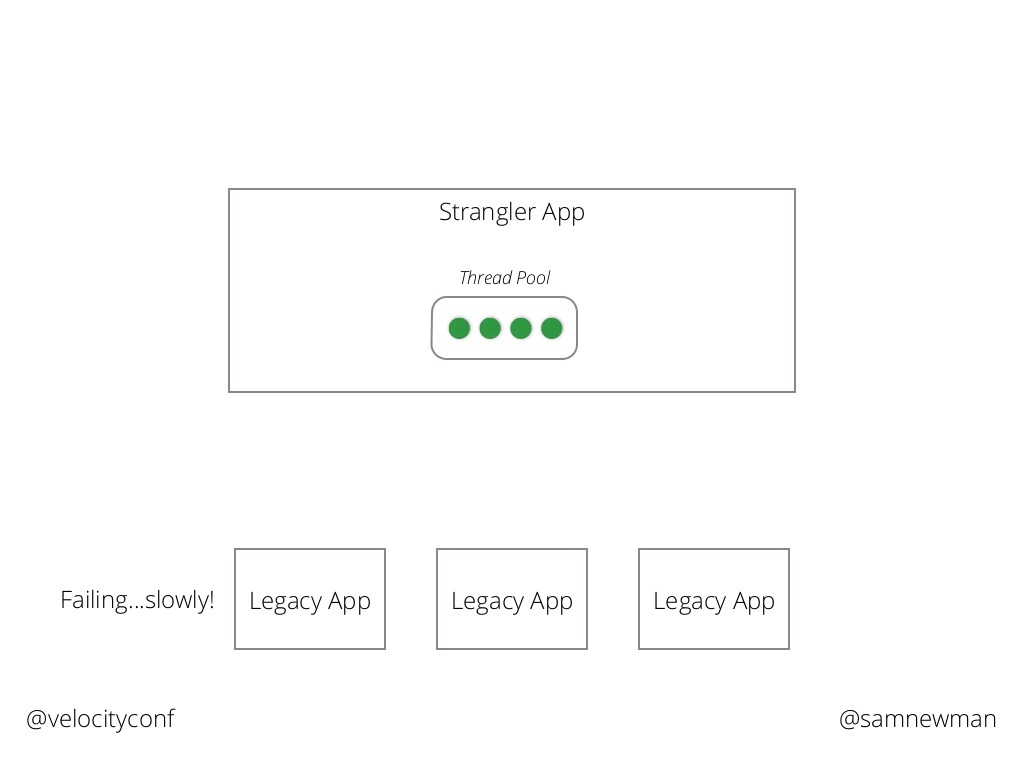 Strangler App
Thread Pool
Failing...slowly!
Legacy App
Legacy App
Legacy App
@velocityconf
@samnewman